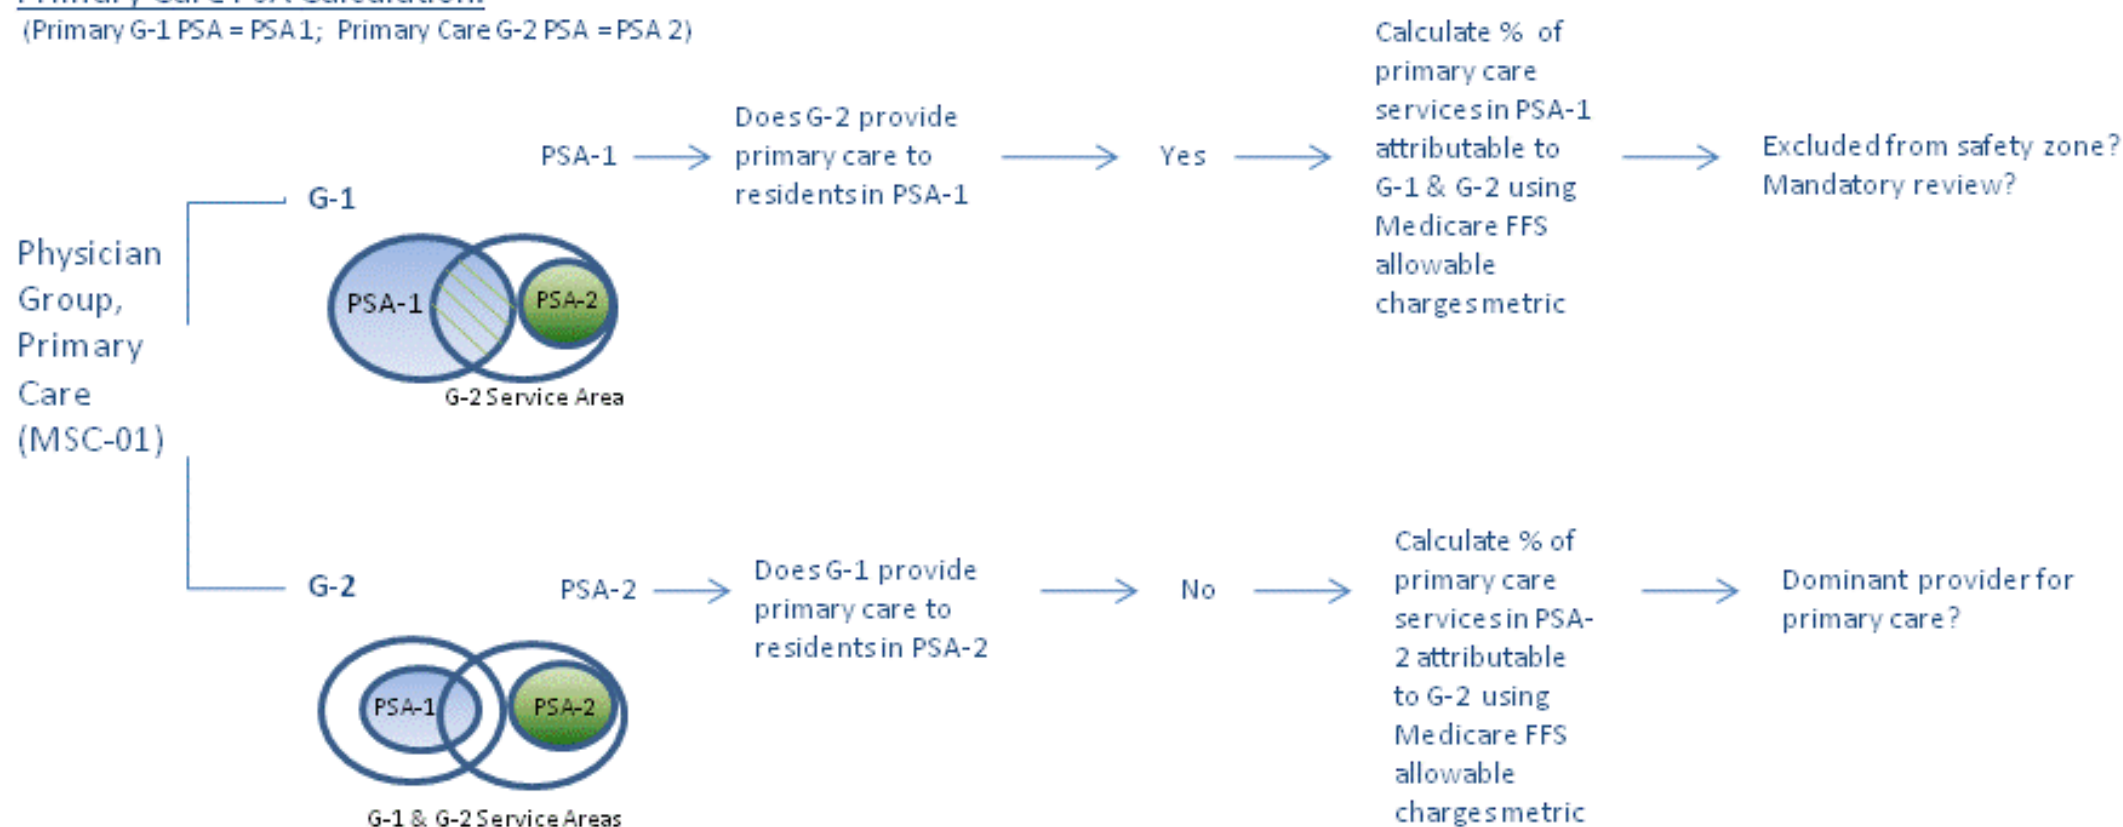 Primary Care PSA Calculation:
(Primary G-1 PSA = PSA 1; Primary Care G-2 PSA = PSA 2)
Physician
Group,
Primary
Care
(MSC-01)
G-1
PSA-1
PSA-2
G-2 Service Area
PSA-1
Does G-2 provide
primary care to
residents in PSA-1
Yes
Calculate % of
primary care
services in PSA-1
attributable to
G-1 & G-2 using
Medicare FFS
allowable
charges metric
Excluded from safety zone?
Mandatory review?
G-2
PSA-1
PSA-2
G-1 & G-2 Service Areas
PSA-2
Does G-1 provide
primary care to
residents in PSA-2
No
Calculate % of
primary care
services in PSA-
2 attributable
to G-2 using
Medicare FFS
allowable
charges metric
Dominant provider for
primary care?